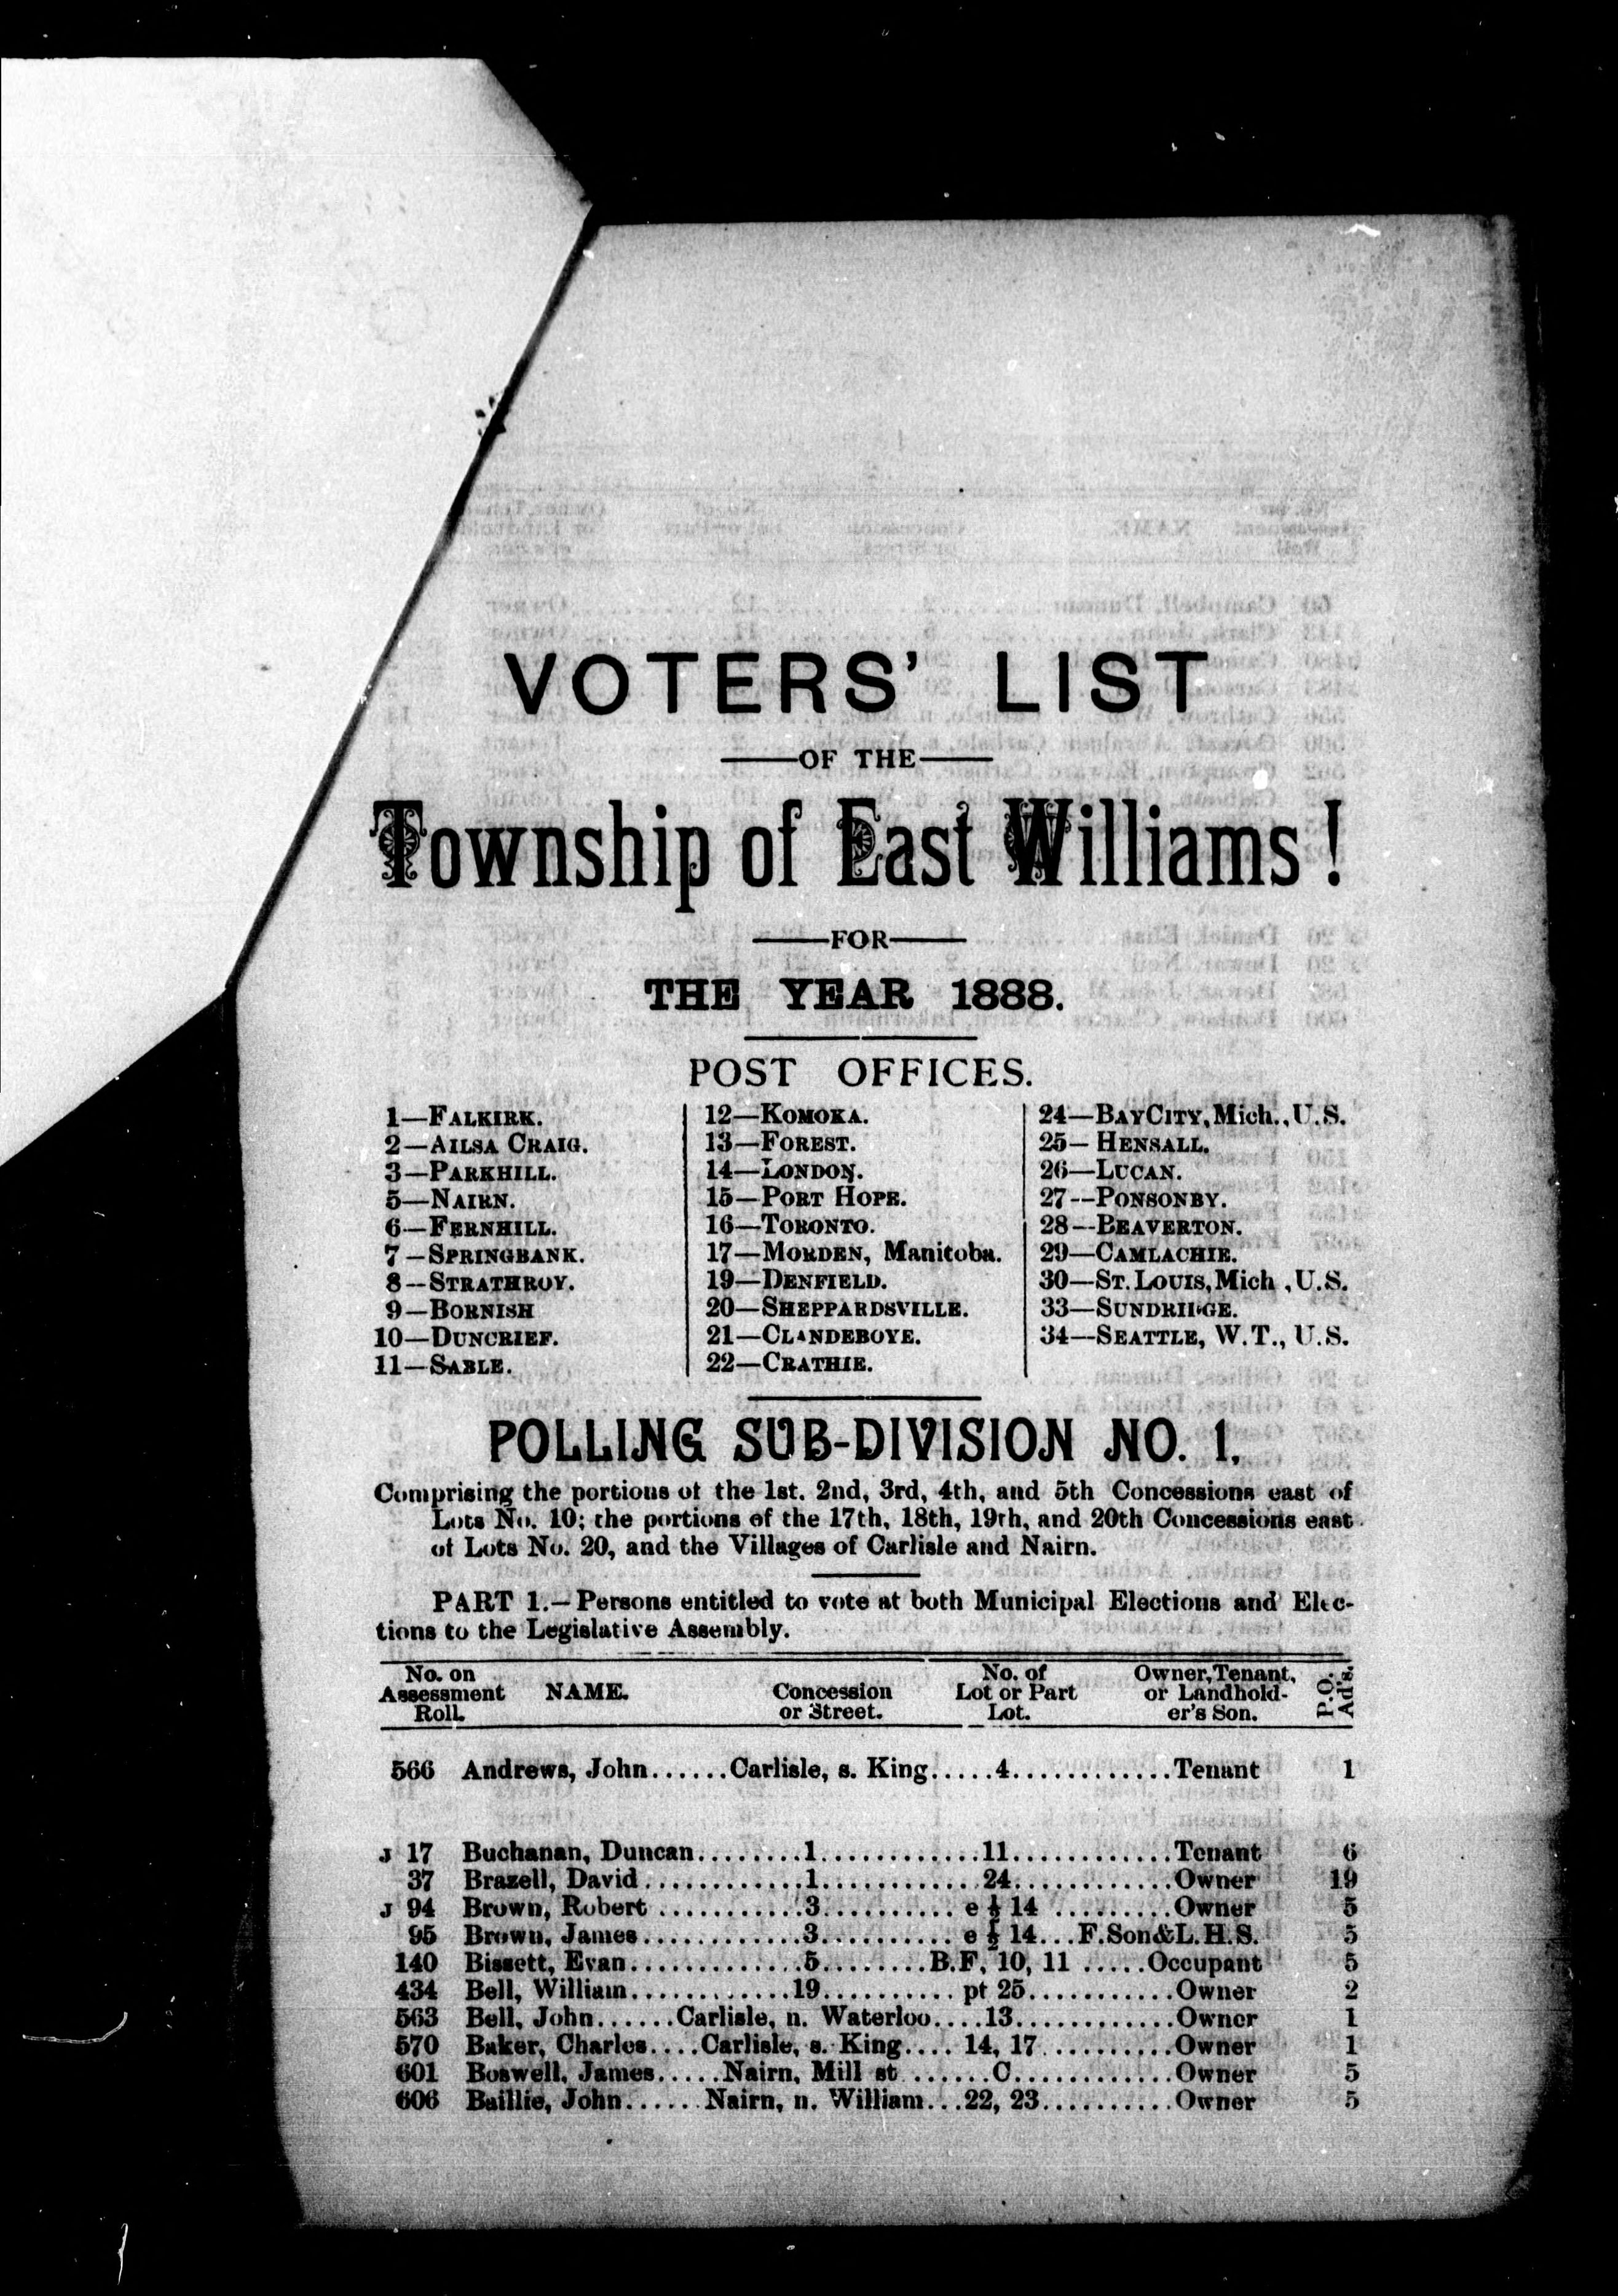 VOTERS' LIST
——OF THE——
Township of East Williams!
——FOR——
THE YEAR 1888.
POST OFFICES.
1—FALKIRK.
2—AILSA CRAIG.
3—PARKHILL.
5—NAIRN.
6—FERNHILL.
7—SPRINGBANK.
8—STRATHROY.
9—BORNISH
10—DUNCRIEF.
11—SABLE.
12—KOMOKA.
13—FOREST.
14—LONDON.
15—PORT HOPE.
16—TORONTO.
17—MORDEN, Manitoba.
19—DENFIELD.
20—SHEPPARDSVILLE.
21—CLANDEBOYE.
22—CRATHIE.
24—BAY CITY, Mich., U.S.
25—HENSALL.
26—LUCAN.
27--PONSONBY.
28--BEAVERTON.
29—CAMLACHIE.
30—ST. LOUIS, Mich , U.S.
33—SUNDRIDGE.
34—SEATTLE, W.T., U.S.
POLLING SUB-DIVISION NO. 1.
Comprising the portions of the 1st. 2nd, 3rd, 4th, and 5th Concessions east of
Lots No. 10; the portions of the 17th, 18th, 19th, and 20th Concessions east
of Lots No. 20, and the Villages of Carlisle and Nairn.
PART 1.—Persons entitled to vote at both Municipal Elections and Elec-
tions to the Legislative Assembly.
No. on Assessment Roll. NAME. Concession or Street. No. of Lot or Part Lot. Owner, Tenant, or Landhold-er's Son. P.O. Ad's.
566 Andrews, John......Carlisle, s. King.....4............Tenant 1
J 17 Buchanan, Duncan........1............11............Tenant 6
37 Brazell, David............1............24............Owner 19
J 94 Brown, Robert ...........3.......... e ½ 14 .........Owner 5
95 Brown, James............3.......... e ½ 14...F.Son&L.H.S. 5
140 Bissett, Evan.............5........B.F, 10, 11 .....Occupant 5
434 Bell, William............19.......... pt 25...........Owner 2
563 Bell, John......Carlisle, n. Waterloo....13............Owner 1
570 Baker, Charles....Carlisle, s. King.... 14, 17..........Owner 1
601 Boswell, James.....Nairn, Mill st .......C............Owner 5
606 Baillie, John......Nairn, n. William...22, 23..........Owner 5